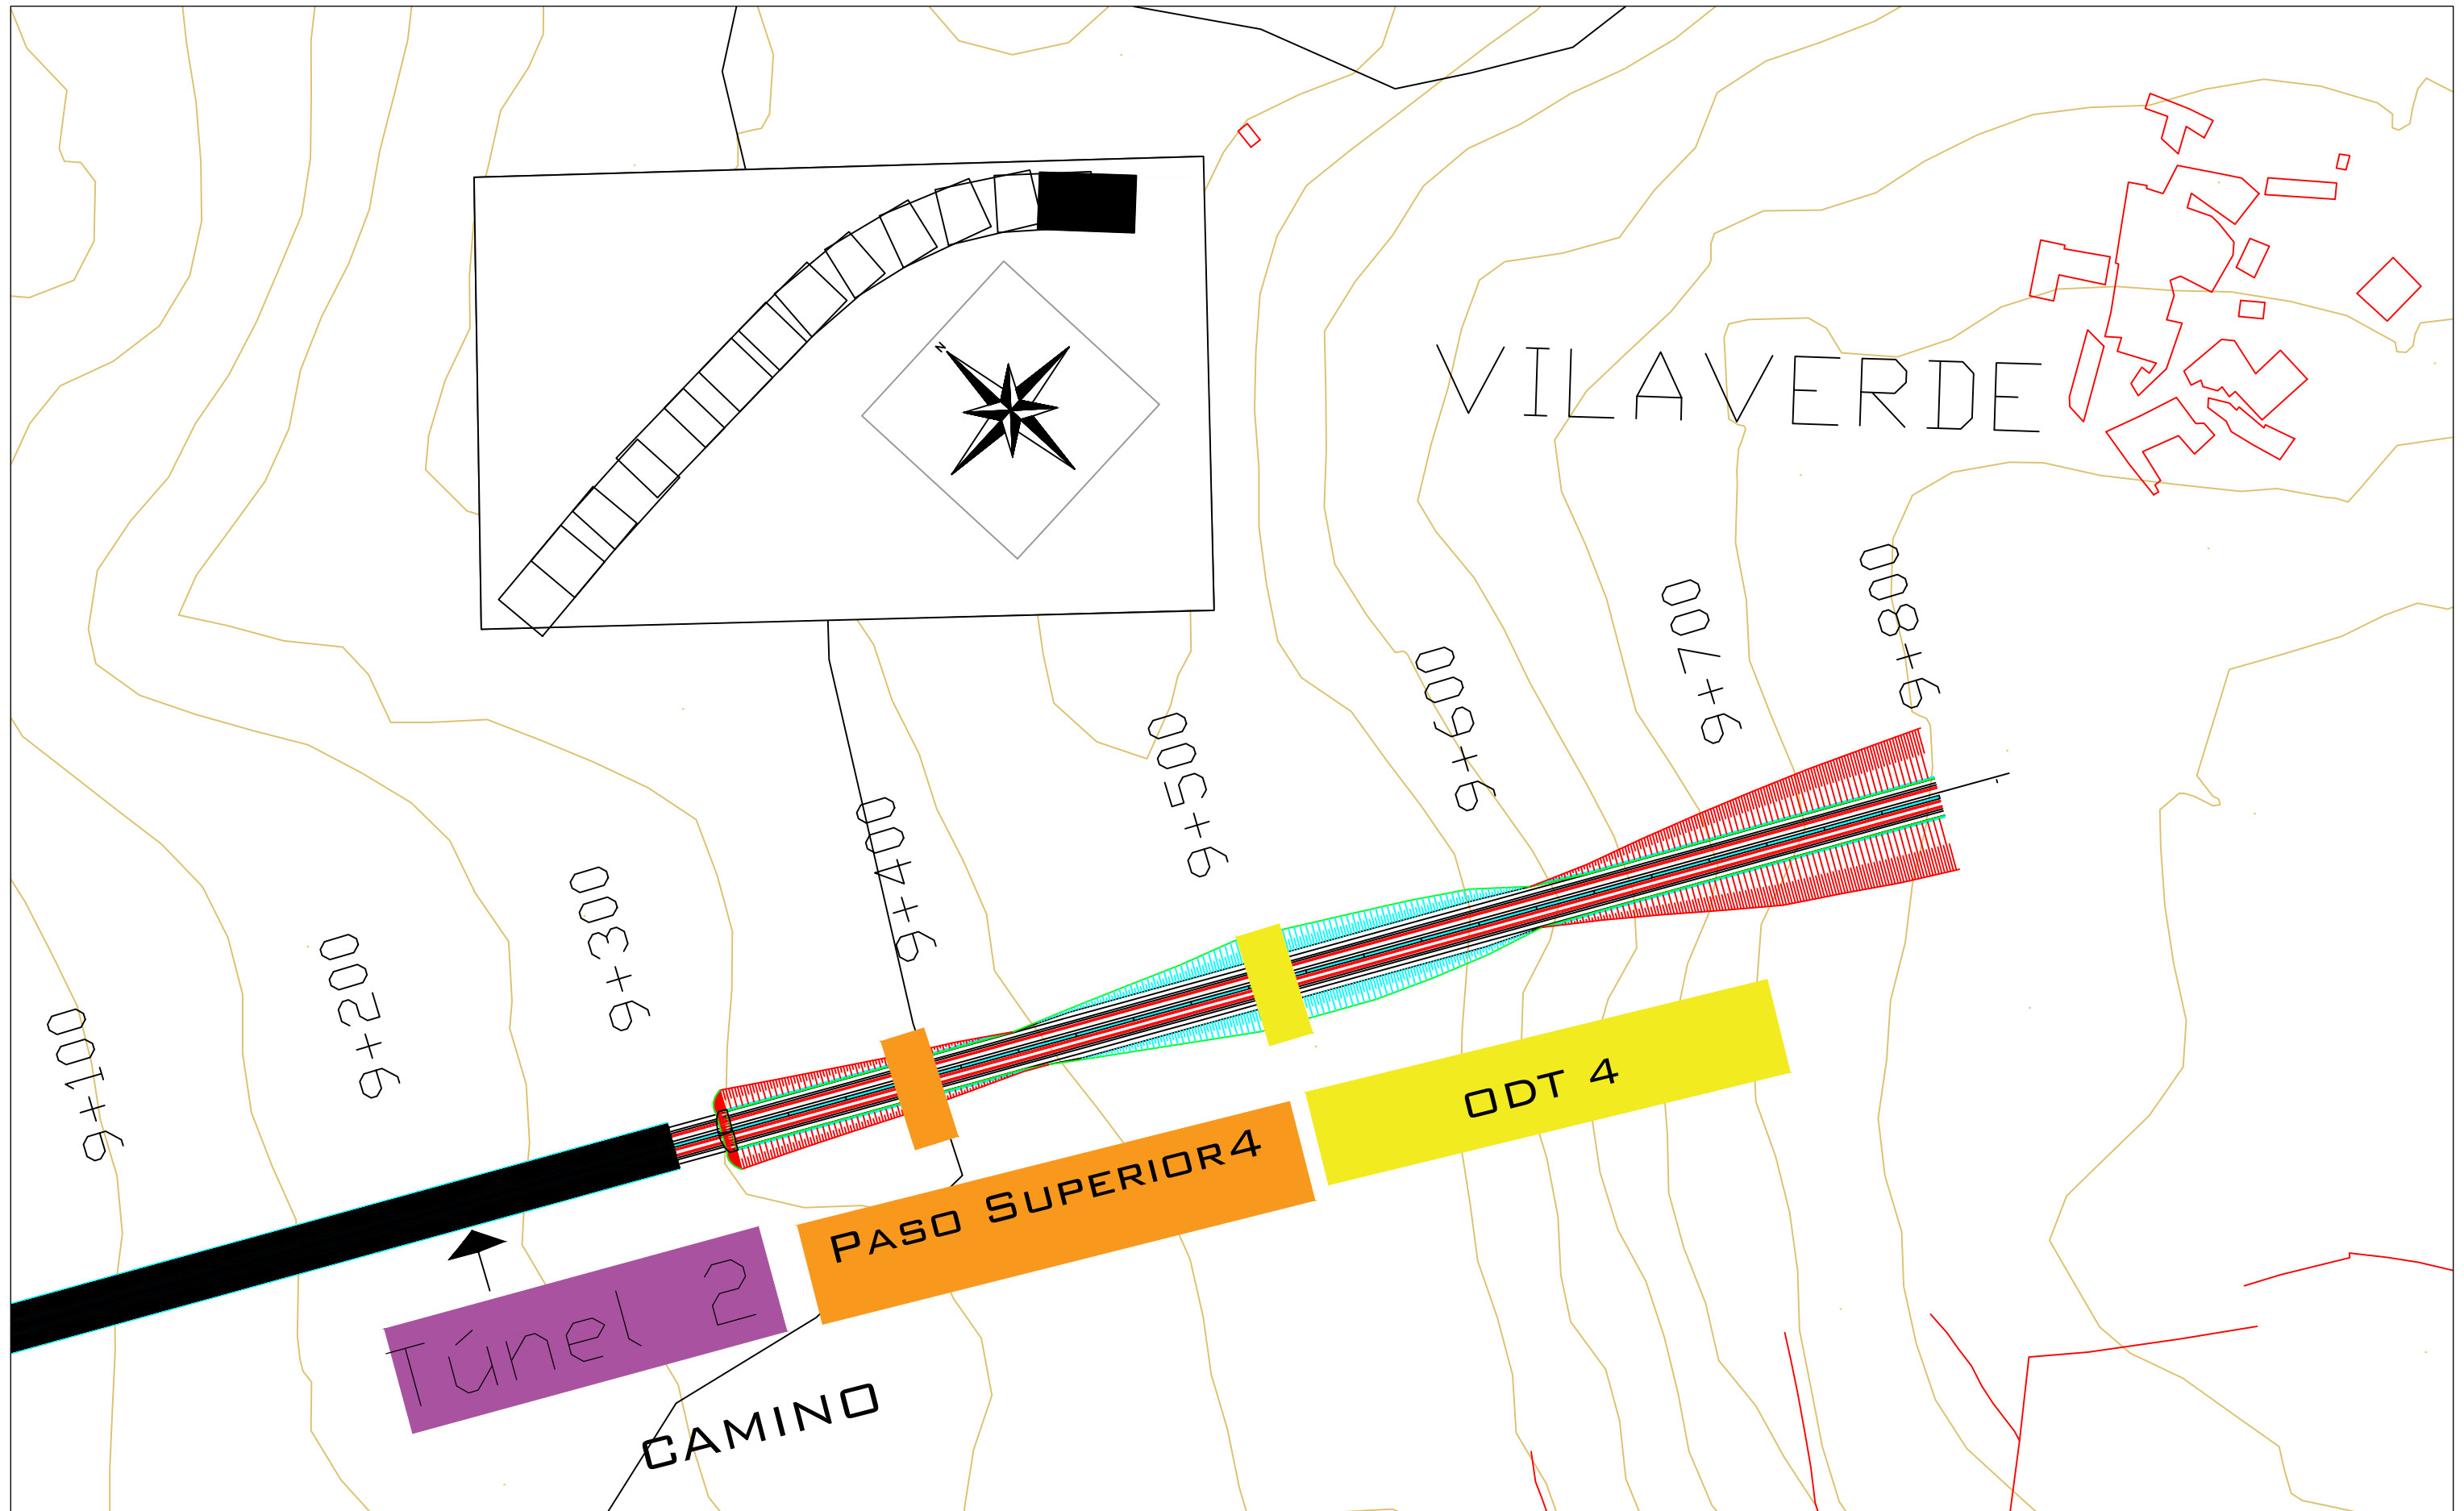 N
VILAVERDE
9+800
9+700
9+600
9+500
9+400
9+300
9+200
9+100
ODT 4
PASO SUPERIOR4
Túnel 2
CAMINO